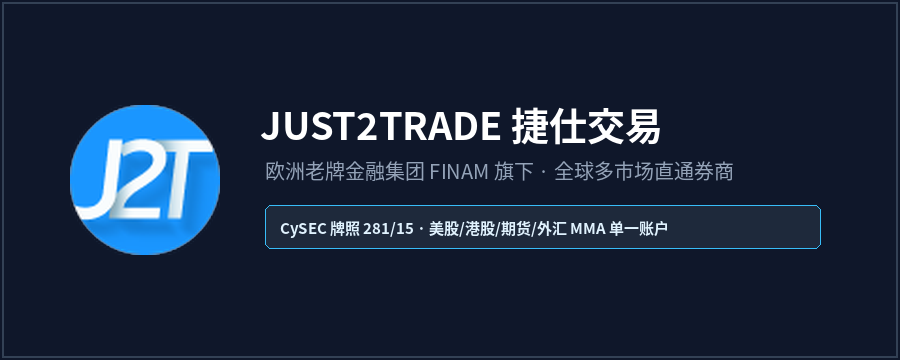 J2T
JUST2TRADE 捷仕交易
欧洲老牌金融集团 FINAM 旗下 · 全球多市场直通券商
CySEC 牌照 281/15 · 美股/港股/期货/外汇 MMA 单一账户